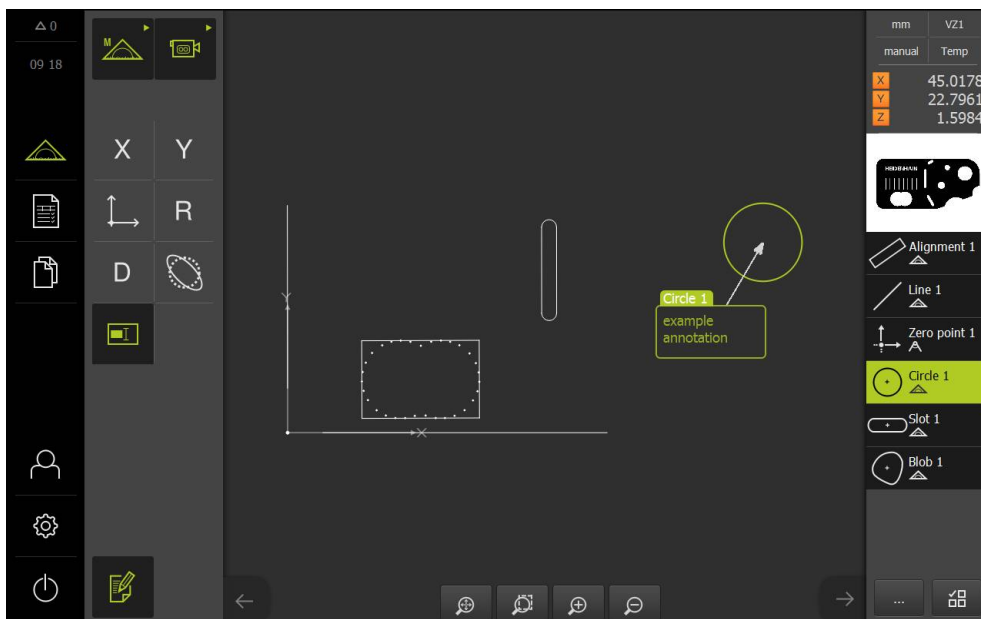 0
09 18
M
X
Y
R
D
Y
X
Circle 1
example
annotation
mm
VZ1
manual
Temp
X
45.0178
Y
22.7961
Z
1.5984
HEIDENHAIN
Alignment 1
Line 1
Zero point 1
Circle 1
Slot 1
Blob 1
...